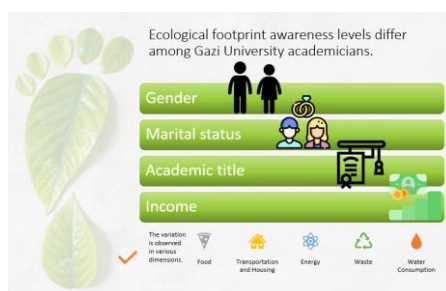 Ecological footprint awareness levels differ
among Gazi University academicians.
Gender
Marital status
Academic title
Income
The variation
is observed
in various
dimensions.
Food
Transportation
and Housing
Energy
Waste
Water
Consumption